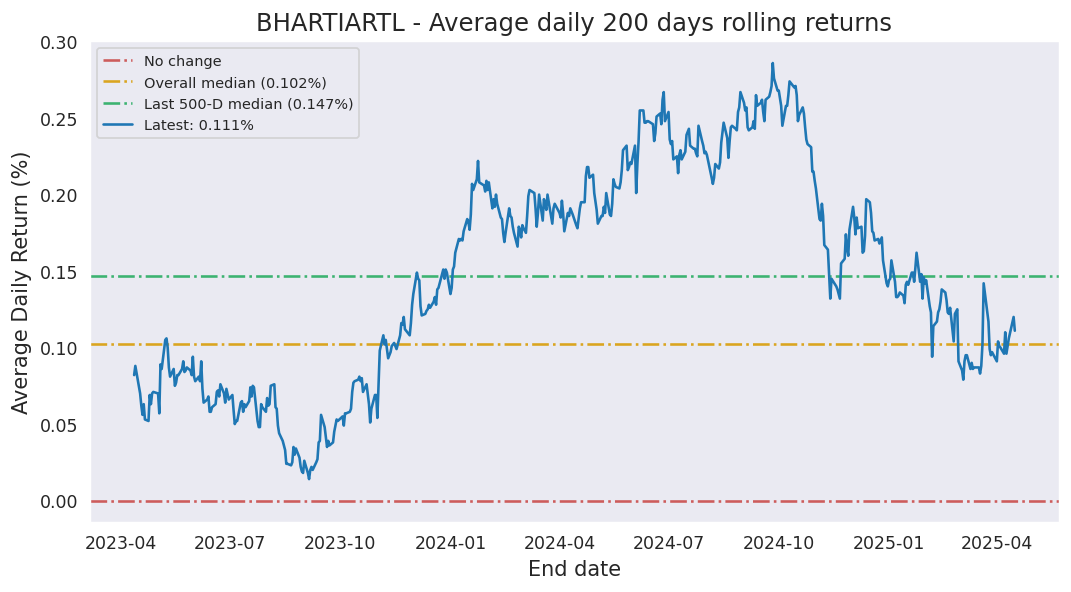 BHARTIARTL - Average daily 200 days rolling returns
0.30
0.25
0.20
0.15
0.10
0.05
0.00
Average Daily Return (%)
No change
Overall median (0.102%)
Last 500-D median (0.147%)
Latest: 0.111%
2023-04 2023-07 2023-10 2024-01 2024-04 2024-07 2024-10 2025-01 2025-04
End date